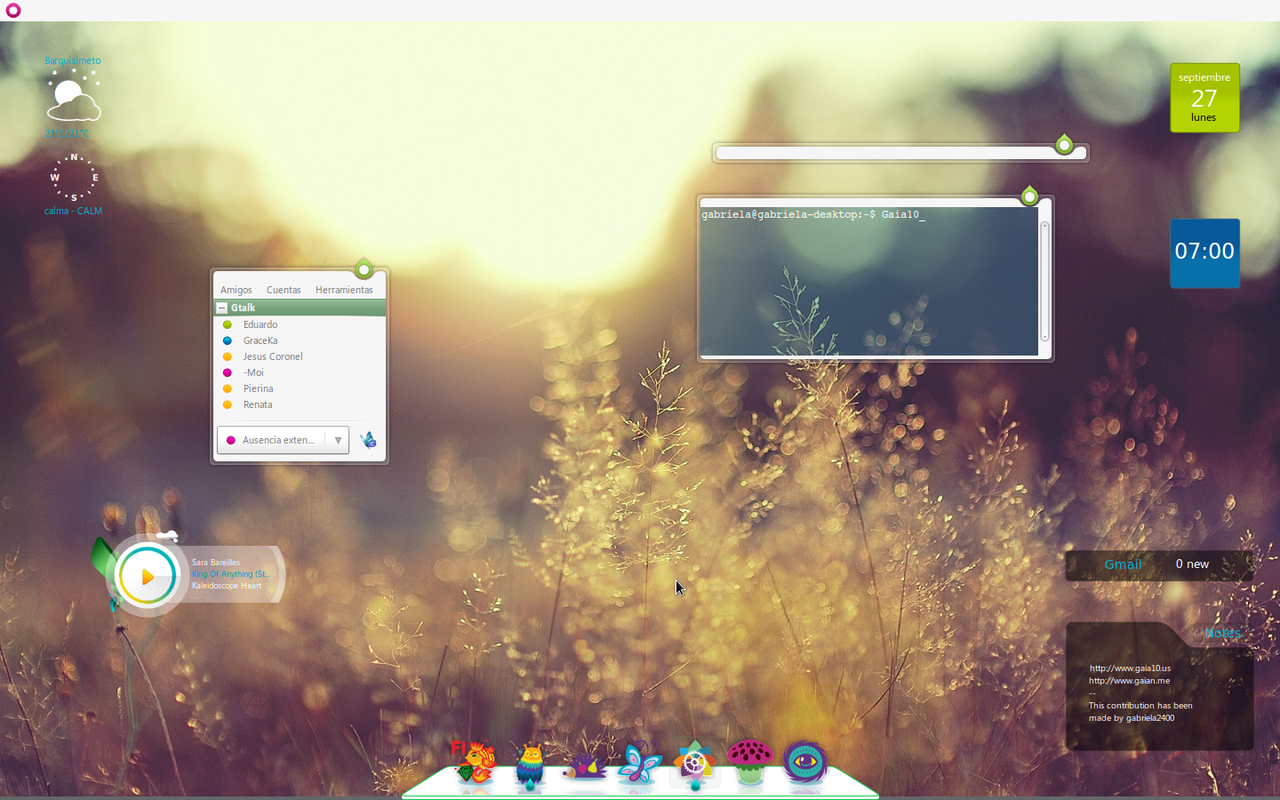 Barquisimeto
21°C/21°C
N
W E
S
calma - CALM
septiembre
27
lunes
07:00
gabriela@gabriela-desktop:~$ Gaia10_
Amigos Cuentas Herramientas
Gtalk
Eduardo
GraceKa
Jesus Coronel
-Moi
Pierina
Renata
Ausencia exten...
Sara Bareilles
King Of Anything ($t...
Kaleidoscope Heart
Gmail 0 new
Notes
http://www.gaia10.us
http://www.gaian.me
--
This contribution has been
made by gabriela2400